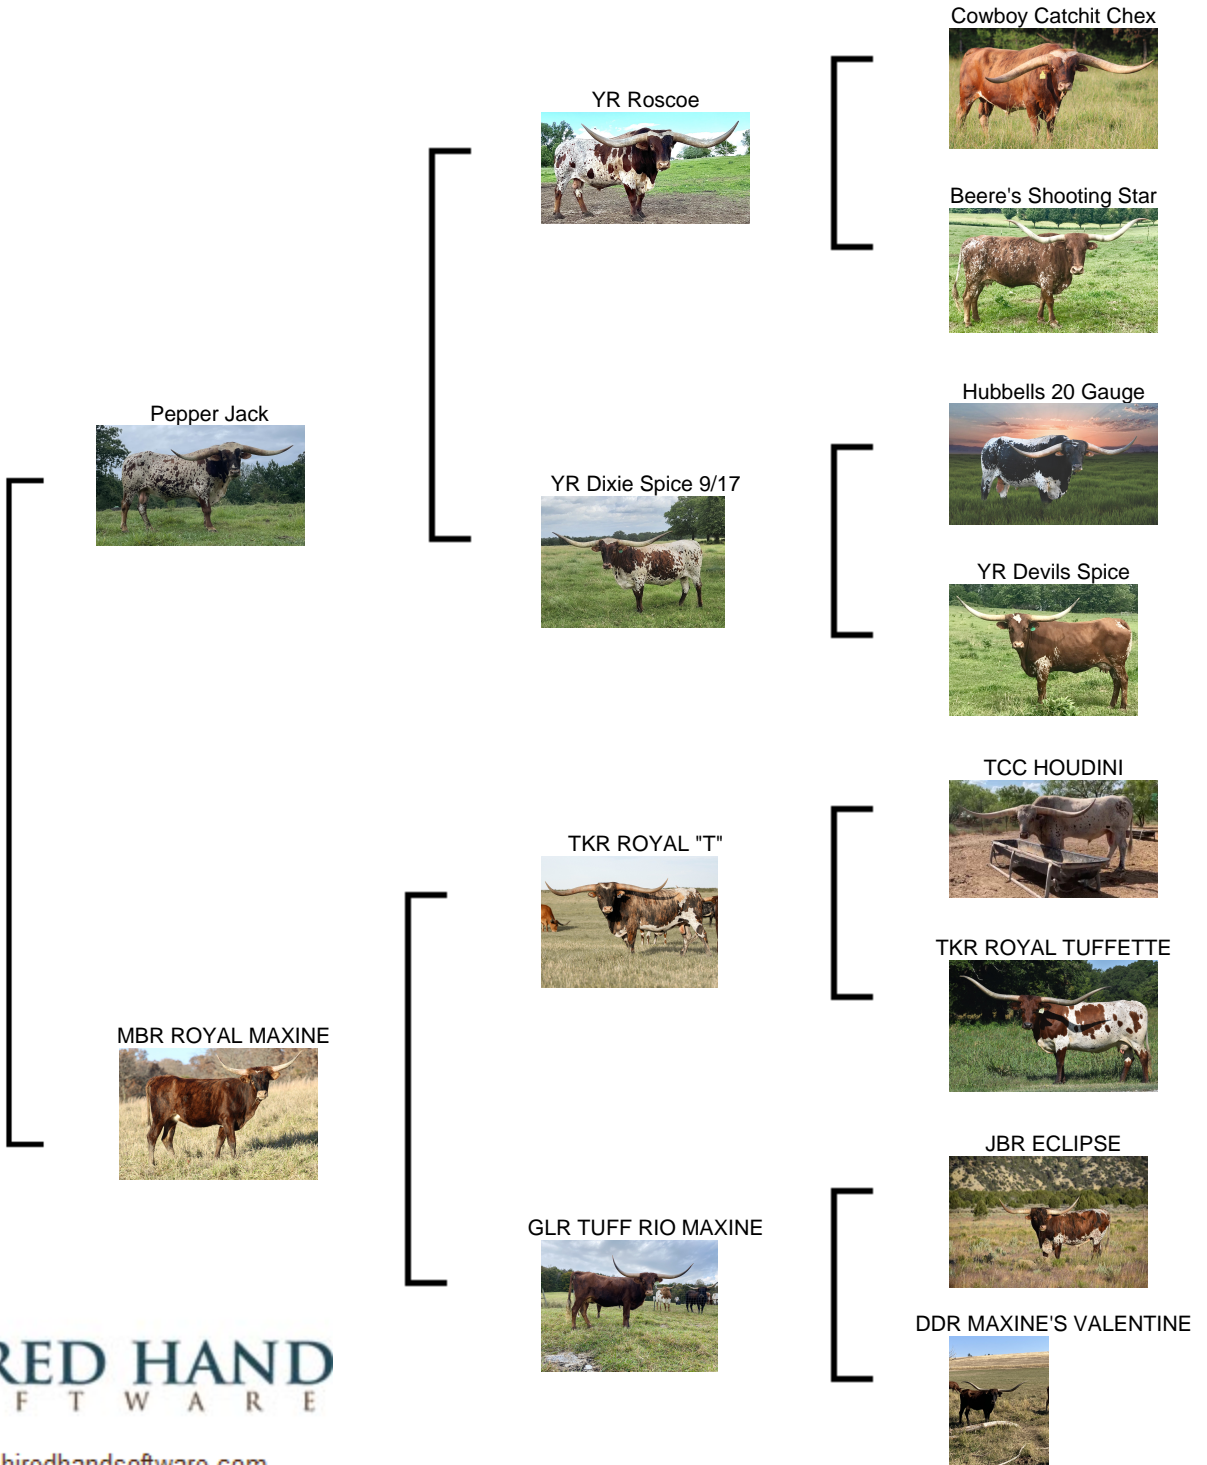 Cowboy Catchit Chex
YR Roscoe
Beere's Shooting Star
Pepper Jack
Hubbells 20 Gauge
YR Dixie Spice 9/17
YR Devils Spice
TCC HOUDINI
TKR ROYAL "T"
TKR ROYAL TUFFETTE
MBR ROYAL MAXINE
JBR ECLIPSE
GLR TUFF RIO MAXINE
DDR MAXINE'S VALENTINE
RED HAND
F T W A R E
hiredhandsoftware.com